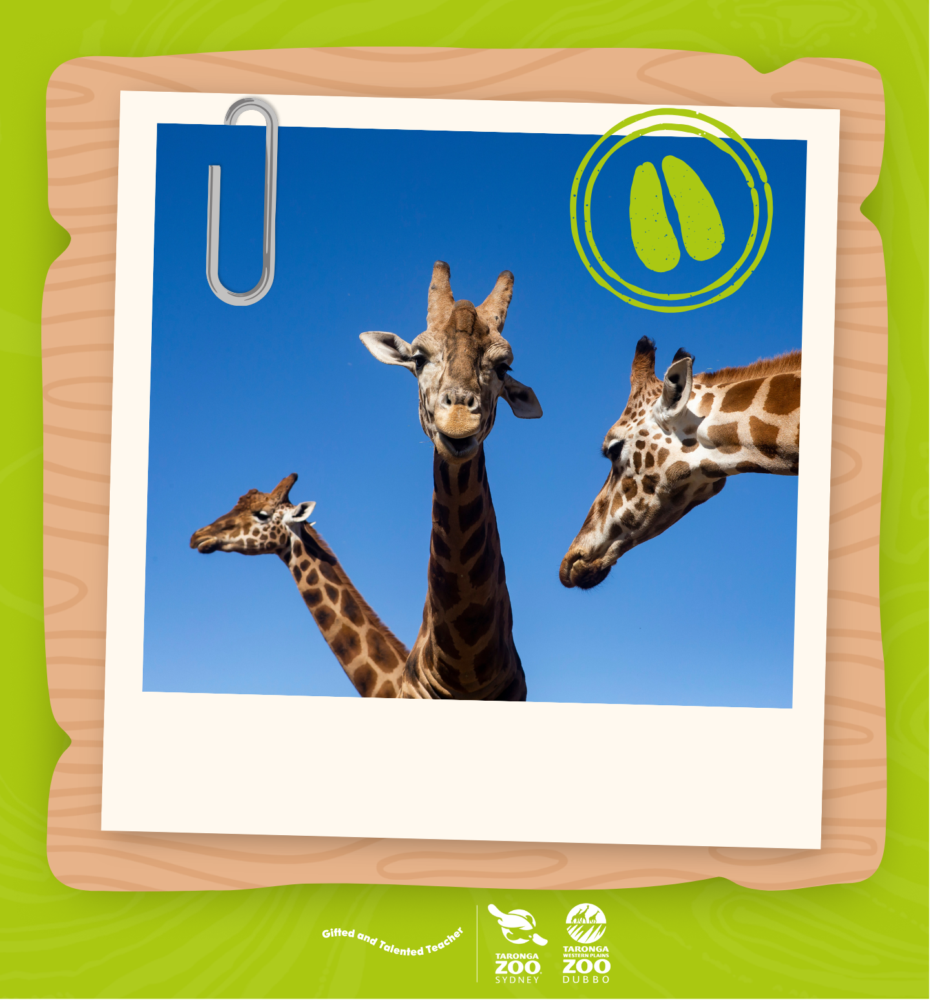 Gifted and Talented Teacher
TARONGA
ZOO
SYDNEY
TARONGA
WESTERN PLAINS
ZOO
DUBBO